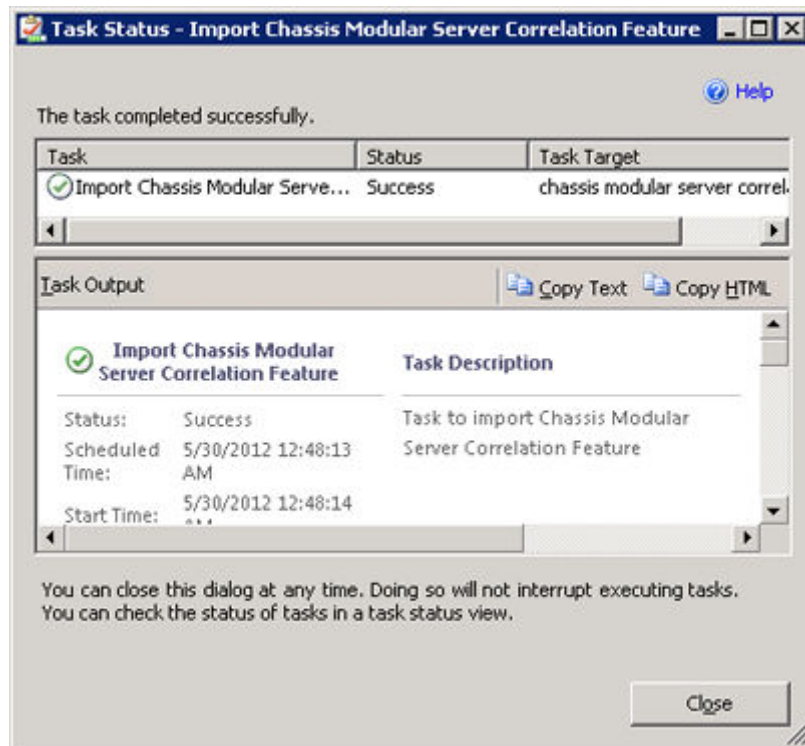 Task Status - Import Chassis Modular Server Correlation Feature
Help
The task completed successfully.
Task Status Task Target
Import Chassis Modular Serve... Success chassis modular server correl
Task Output Copy Text Copy HTML
Import Chassis Modular
Server Correlation Feature
Task Description
Status: Success
Scheduled Time: 5/30/2012 12:48:13 AM
Start Time: 5/30/2012 12:48:14
Task to import Chassis Modular
Server Correlation Feature
You can close this dialog at any time. Doing so will not interrupt executing tasks.
You can check the status of tasks in a task status view.
Close